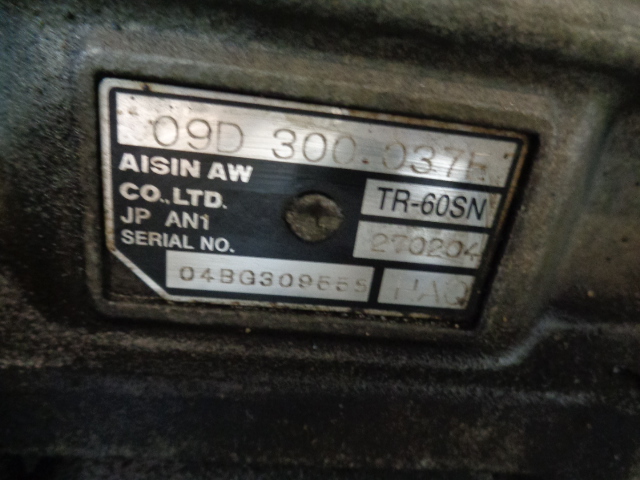 09D 300.037
AISIN AW
CO.,LTD.
TR-60SN
JP AN1
270204
SERIAL NO.
04BG309555